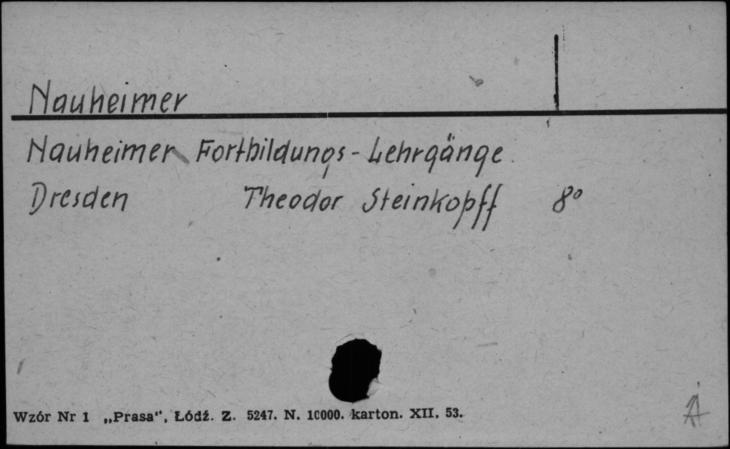 Nauheimer
Nauheimer Fortbildungs-Lehrgänge.
Dresden Theodor Steinkopff 8°
Wzór Nr 1 „Prasa", Łódź. Z. 5247. N. 10000. karton. XII. 53.